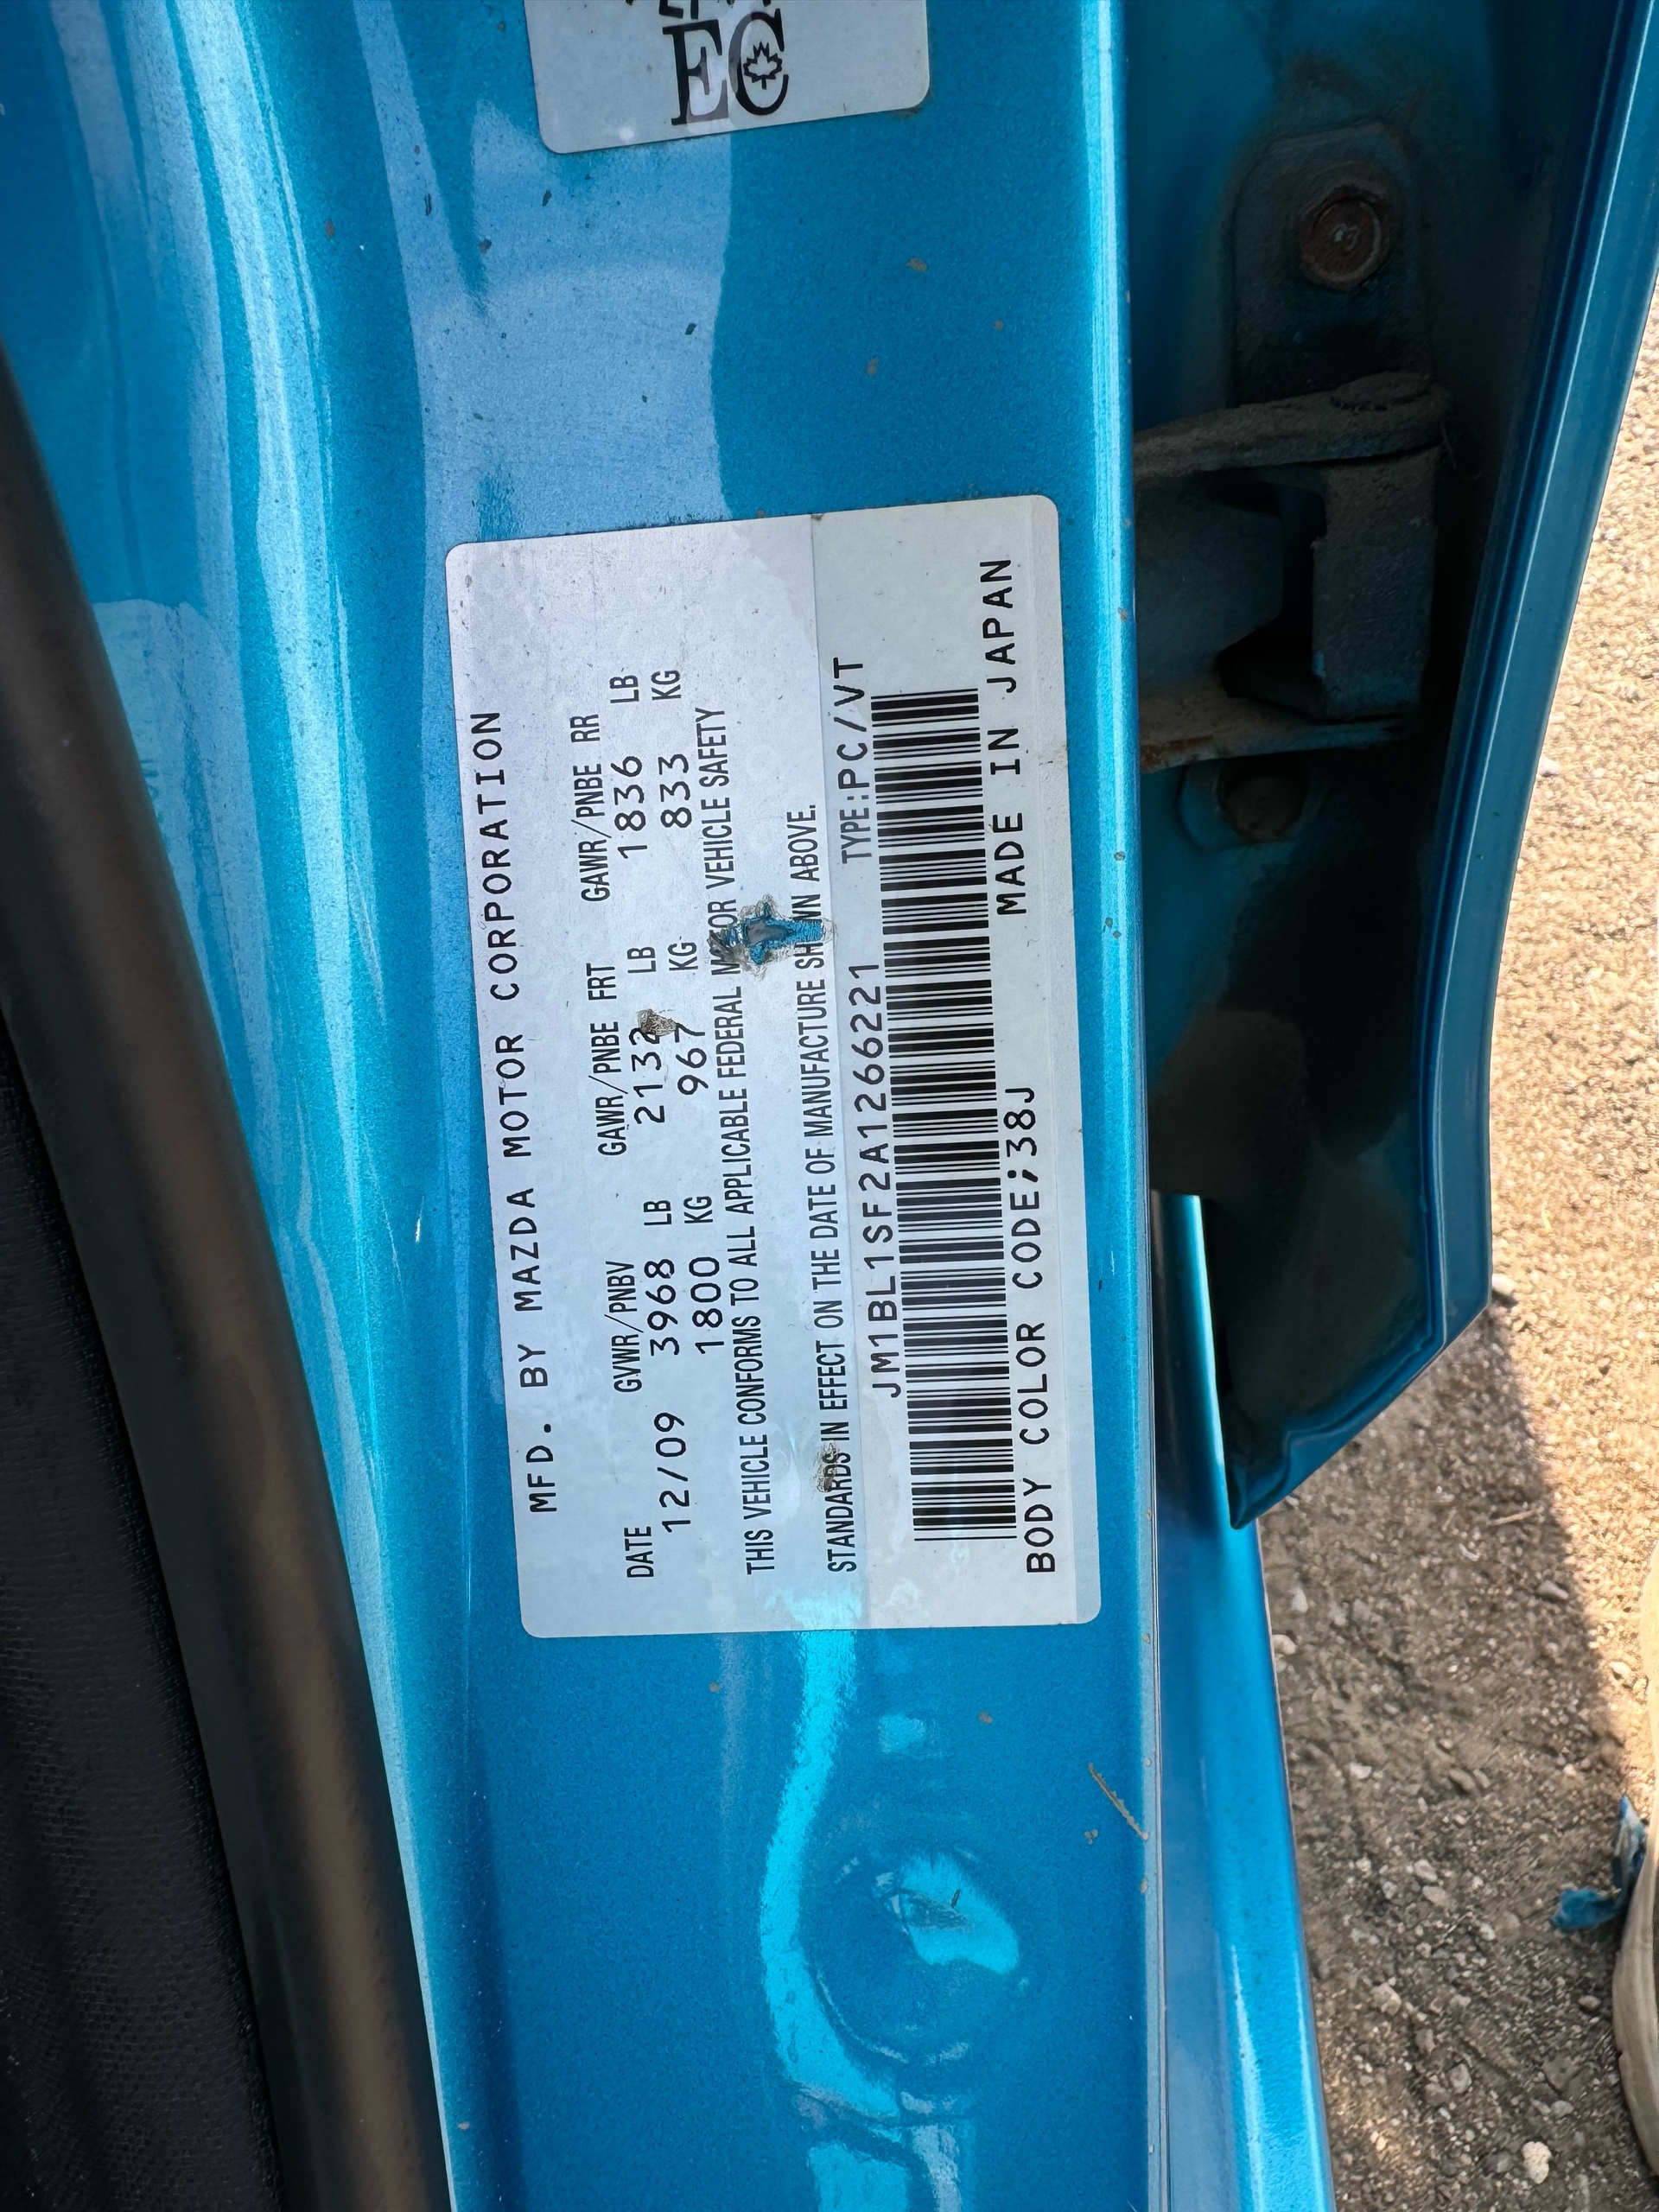 EC
MFD. BY MAZDA MOTOR CORPORATION
DATE GVWR/PNBV GAWR/PNBE FRT GAWR/PNBE RR
12/09 3968 LB 2132 LB 1836 LB
1800 KG 967 KG 833 KG
THIS VEHICLE CONFORMS TO ALL APPLICABLE FEDERAL MOTOR VEHICLE SAFETY
STANDARDS IN EFFECT ON THE DATE OF MANUFACTURE SHOWN ABOVE.
JM1BL1SF2A1266221 TYPE:PC/VT
BODY COLOR CODE;38J MADE IN JAPAN